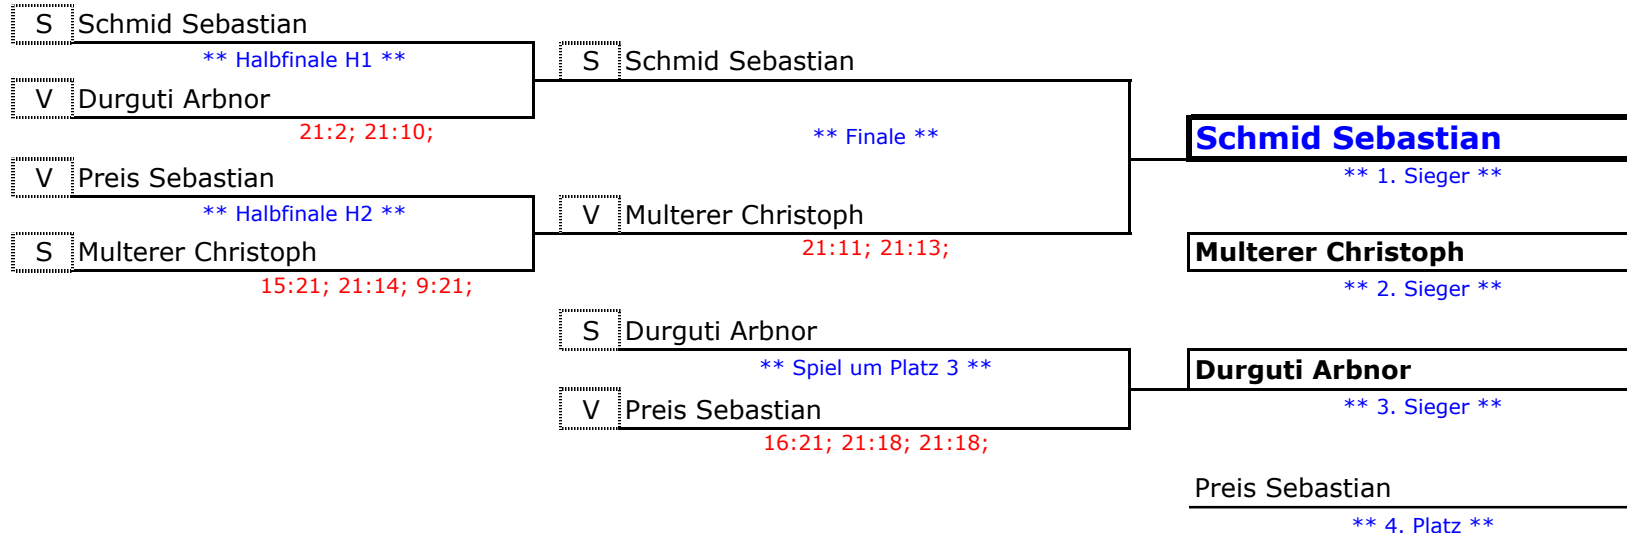 S Schmid Sebastian
** Halbfinale H1 **
V Durguti Arbnor
21:2; 21:10;
V Preis Sebastian
** Halbfinale H2 **
S Multerer Christoph
15:21; 21:14; 9:21;
S Schmid Sebastian
** Finale **
V Multerer Christoph
21:11; 21:13;
S Durguti Arbnor
** Spiel um Platz 3 **
V Preis Sebastian
16:21; 21:18; 21:18;
Schmid Sebastian
** 1. Sieger **
Multerer Christoph
** 2. Sieger **
Durguti Arbnor
** 3. Sieger **
Preis Sebastian
** 4. Platz **